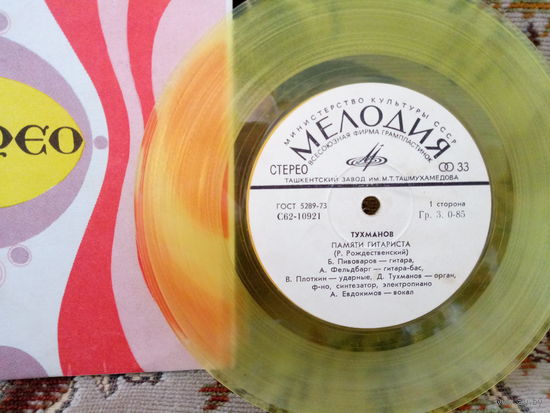 РЕО
МИНИСТЕРСТВО КУЛЬТУРЫ СССР
МЕЛОДИЯ
ВСЕСОЮЗНАЯ ФИРМА ГРАМПЛАСТИНОК
СТЕРЕО
33
ТАШКЕНТСКИЙ ЗАВОД ИМ. М.Т. ТАШМУХАМЕДОВА
ГОСТ 5289-73
С62-10921
1 сторона
Гр. 3. 0-85
ТУХМАНОВ
ПАМЯТИ ГИТАРИСТА
(Р. Рождественский)
Б. Пивоваров — гитара,
А. Фельдбарг — гитара-бас,
В. Плоткин — ударные, Д. Тухманов — орган,
ф-но, синтезатор, электропиано
А. Евдокимов — вокал